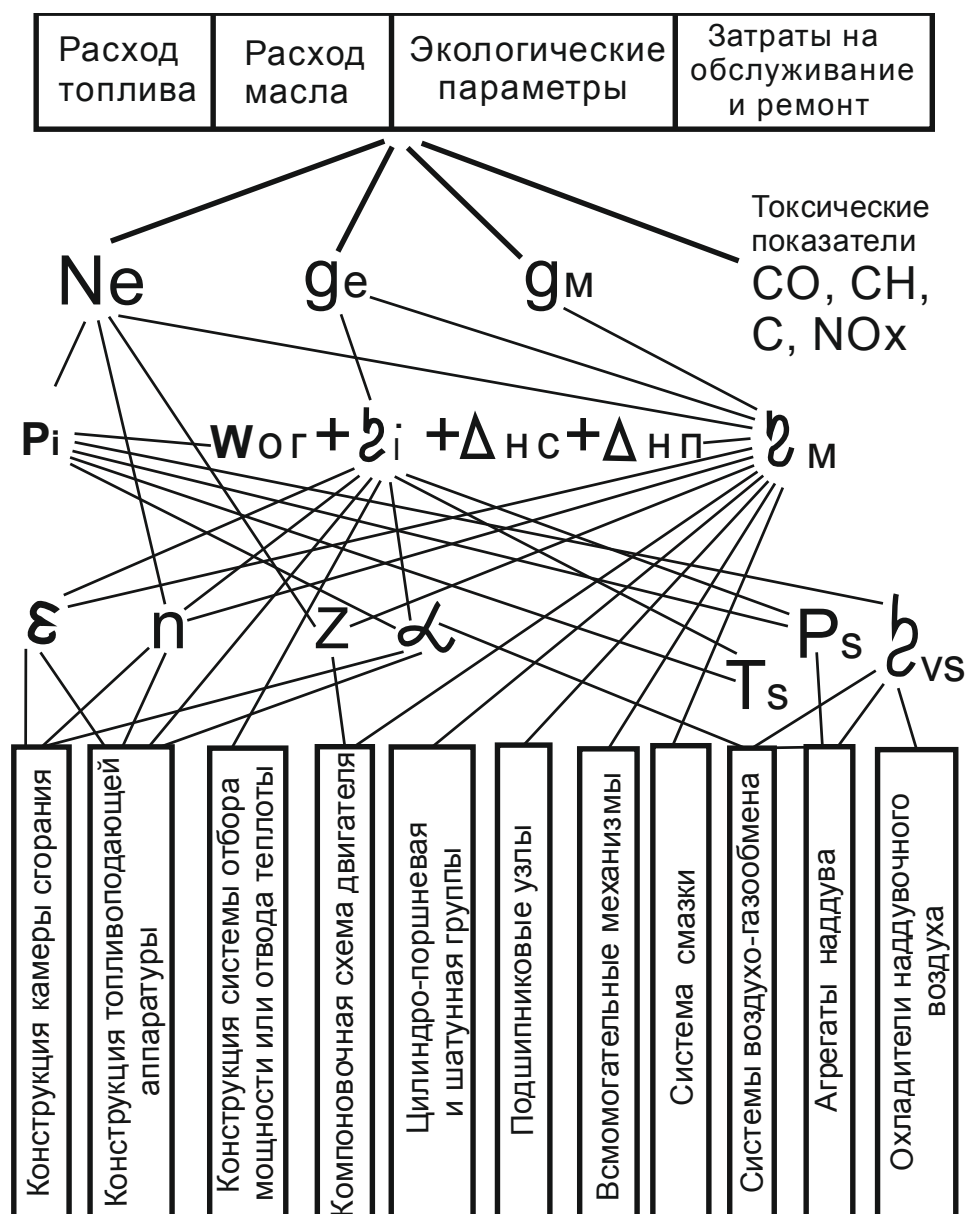 Расход
топлива
Расход
масла
Экологические
параметры
Затраты на
обслуживание
и ремонт
Токсические
показатели
CO, CH,
C, NOx
Ne
ge
gм
Pi
Wог + ટi + Δнс + Δнп
ટм
ε
n
Z
α
Ts
Ps
ટvs
Конструкция камеры сгорания
Конструкция топливоподающей
аппаратуры
Конструкция системы отбора
мощности или отвода теплоты
Компоновочная схема двигателя
Цилиндро-поршневая
и шатунная группы
Подшипниковые узлы
Всмомогательные механизмы
Система смазки
Системы воздухо-газообмена
Агрегаты наддува
Охладители наддувочного
воздуха